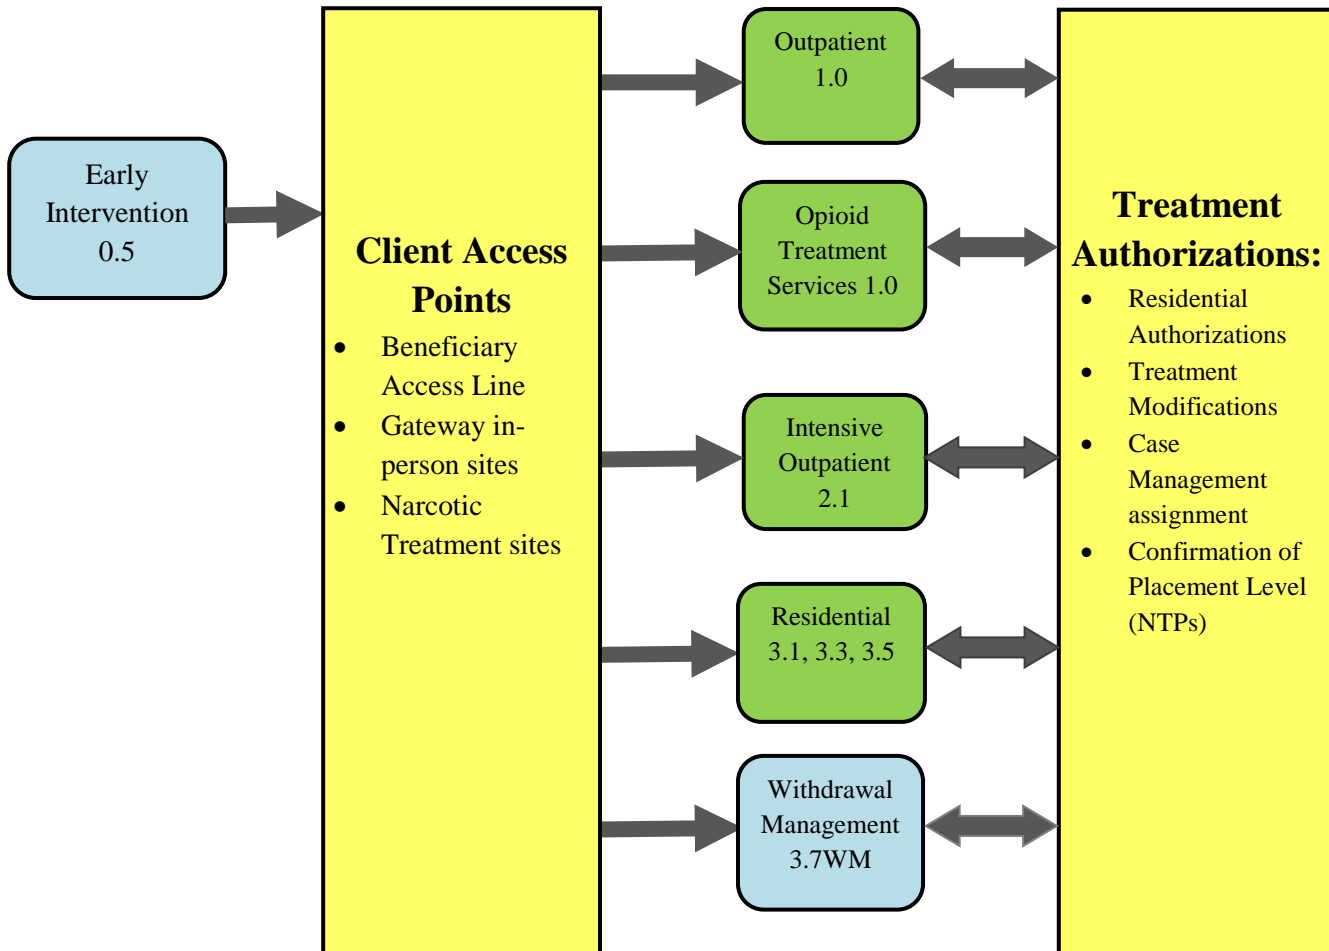 Early
Intervention
0.5
Client Access
Points
• Beneficiary
Access Line
• Gateway in-
person sites
• Narcotic
Treatment sites
Outpatient
1.0
Opioid
Treatment
Services 1.0
Intensive
Outpatient
2.1
Residential
3.1, 3.3, 3.5
Withdrawal
Management
3.7WM
Treatment
Authorizations:
• Residential
Authorizations
• Treatment
Modifications
• Case
Management
assignment
• Confirmation of
Placement Level
(NTPs)